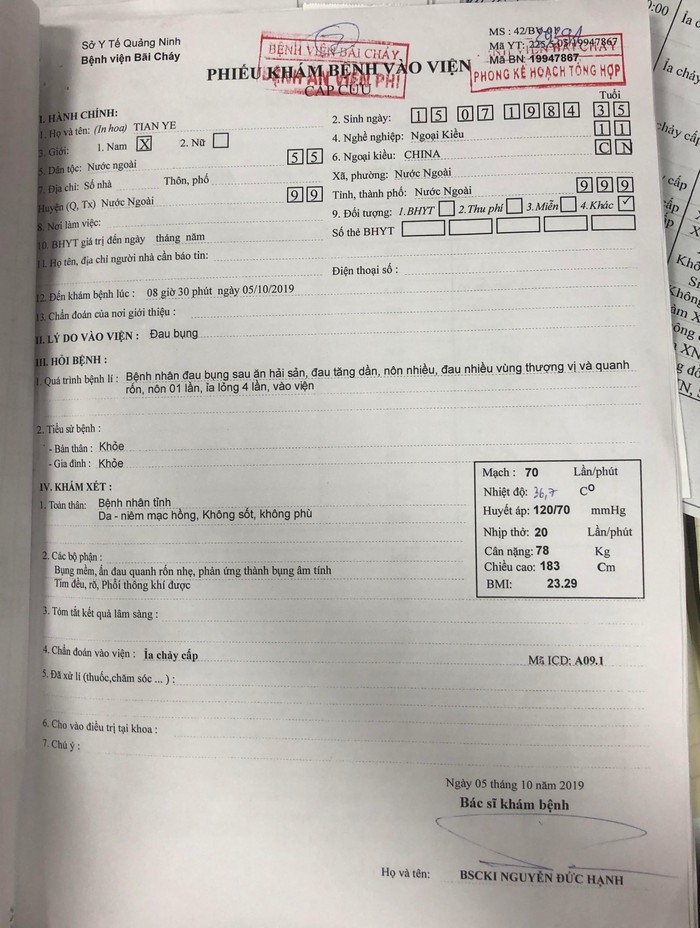 Sở Y Tế Quảng Ninh
Bệnh viện Bãi Cháy
MS : 42/BV-01
Mã YT: 225/
19947867
Mã BN: 19947867
BỆNH VIỆN BÃI CHÁY
BỆNH ÁN VIỆN PHÍ
BÃI CHÁY
PHÒNG KẾ HOẠCH TỔNG HỢP
PHIẾU KHÁM BỆNH VÀO VIỆN
CẤP CỨU
I. HÀNH CHÍNH:
Tuổi
1. Họ và tên: (In hoa) TIAN YE
2. Sinh ngày: 1 5 0 7 1 9 8 4 3 5
3. Giới: 1. Nam X 2. Nữ
4. Nghề nghiệp: Ngoại Kiều 1 1
5. Dân tộc: Nước ngoài 5 5
6. Ngoại kiều: CHINA C N
7. Địa chỉ: Số nhà Thôn, phố
Xã, phường: Nước Ngoài
Huyện (Q, Tx) Nước Ngoài 9 9
Tỉnh, thành phố: Nước Ngoài 9 9 9
8. Nơi làm việc:
9. Đối tượng: 1.BHYT 2.Thu phí 3.Miễn 4.Khác ✓
10. BHYT giá trị đến ngày tháng năm
Số thẻ BHYT
11. Họ tên, địa chỉ người nhà cần báo tin:
Điện thoại số :
12. Đến khám bệnh lúc : 08 giờ 30 phút ngày 05/10/2019
13. Chẩn đoán của nơi giới thiệu :
II. LÝ DO VÀO VIỆN : Đau bụng
III. HỎI BỆNH :
1. Quá trình bệnh lí : Bệnh nhân đau bụng sau ăn hải sản, đau tăng dần, nôn nhiều, đau nhiều vùng thượng vị và quanh
rốn, nôn 01 lần, ỉa lỏng 4 lần, vào viện
2. Tiểu sử bệnh :
- Bản thân : Khỏe
- Gia đình : Khỏe
IV. KHÁM XÉT :
1. Toàn thân: Bệnh nhân tỉnh
Da - niêm mạc hồng, Không sốt, không phù
Mạch : 70 Lần/phút
Nhiệt độ: 36,7 C⁰
Huyết áp: 120/70 mmHg
Nhịp thở: 20 Lần/phút
Cân nặng: 78 Kg
Chiều cao: 183 Cm
BMI: 23.29
2. Các bộ phận :
Bụng mềm, ấn đau quanh rốn nhẹ, phản ứng thành bụng âm tính
Tim đều, rõ, Phổi thông khí được
3. Tóm tắt kết quả lâm sàng :
4. Chẩn đoán vào viện : Ỉa chảy cấp
Mã ICD: A09.1
5. Đã xử lí (thuốc,chăm sóc ... ) :
6. Cho vào điều trị tại khoa :
7. Chú ý :
Ngày 05 tháng 10 năm 2019
Bác sĩ khám bệnh
Họ và tên: BSCKI NGUYỄN ĐỨC HẠNH